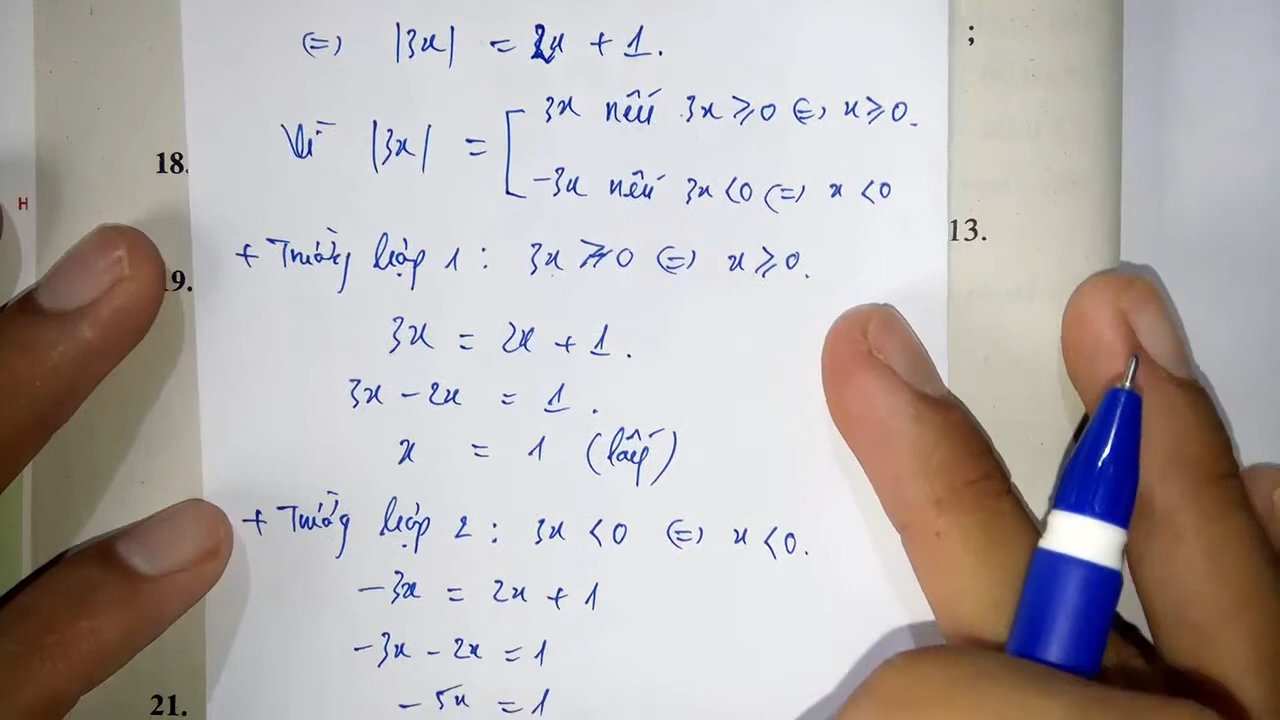 ⇔ |3x| = 2x + 1.
;
Vì |3x| = [ 3x nếu 3x ≥ 0 ⇔ x ≥ 0.
-3x nếu 3x < 0 ⇔ x < 0
18.
H
13.
+ Trường hợp 1 : 3x ≥ 0 ⇔ x ≥ 0.
19.
3x = 2x + 1.
3x - 2x = 1.
x = 1 (lấy)
+ Trường hợp 2 : 3x < 0 ⇔ x < 0.
-3x = 2x + 1
-3x - 2x = 1
-5x = 1
21.